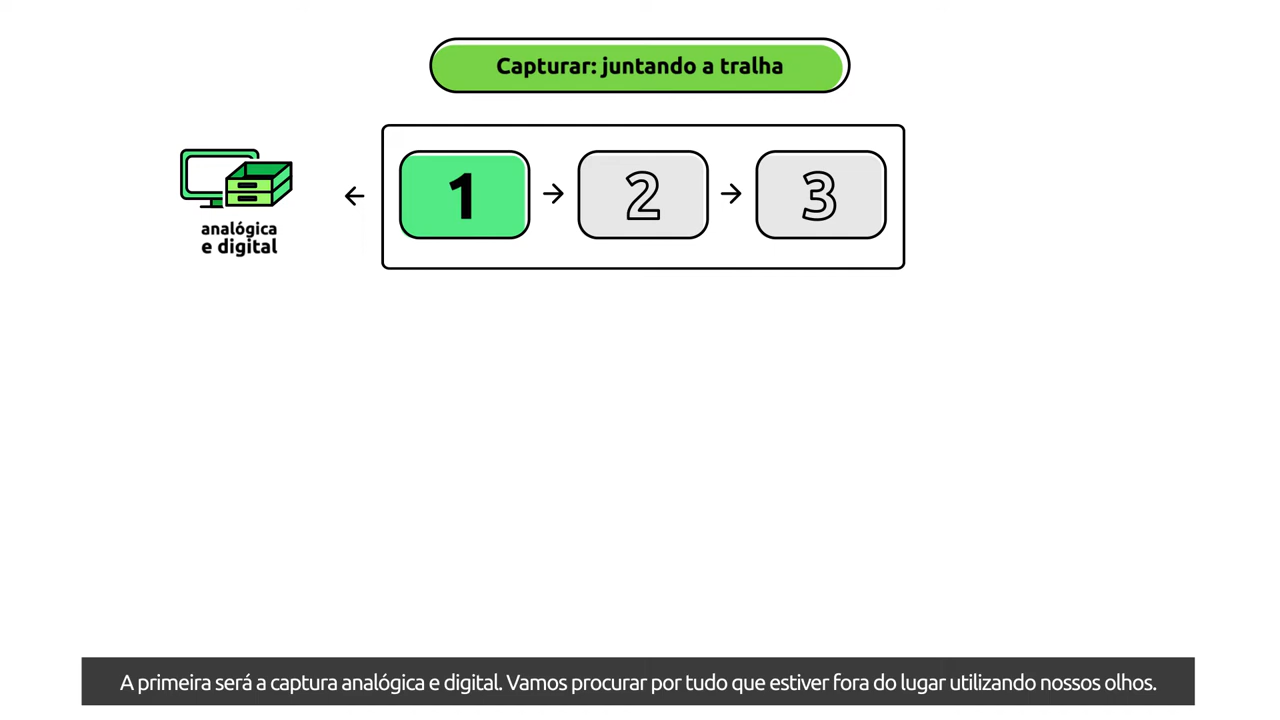 Capturar: juntando a tralha
1
2
3
analógica
e digital
A primeira será a captura analógica e digital. Vamos procurar por tudo que estiver fora do lugar utilizando nossos olhos.